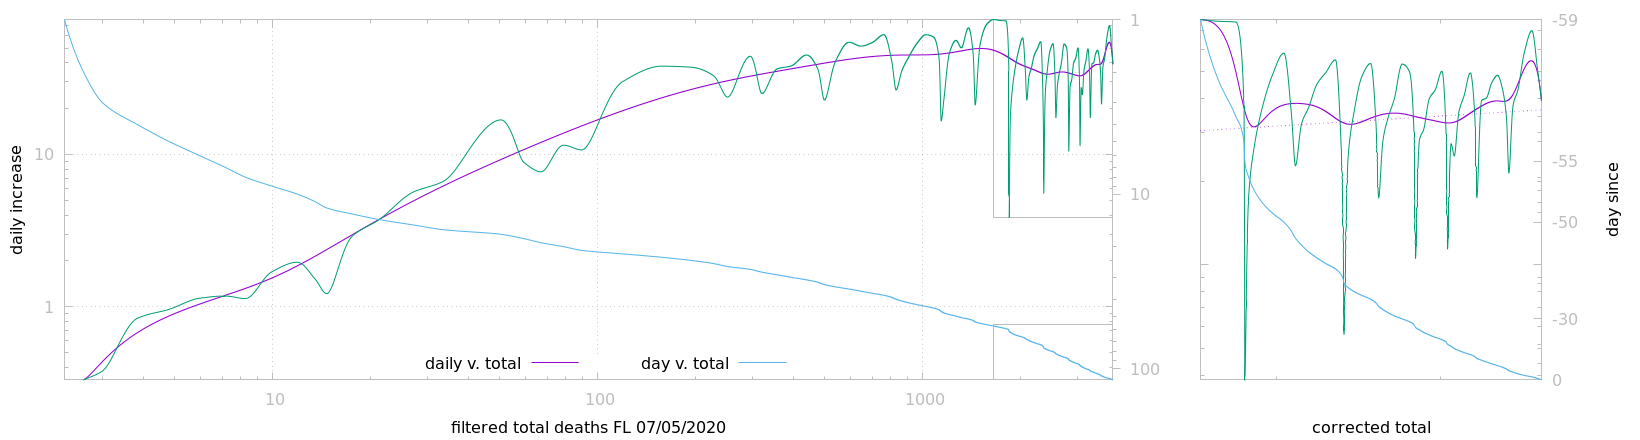 daily increase
10
1
daily v. total
day v. total
10
100
1000
filtered total deaths FL 07/05/2020
1
10
100
-59
-55
-50
-30
0
day since
corrected total